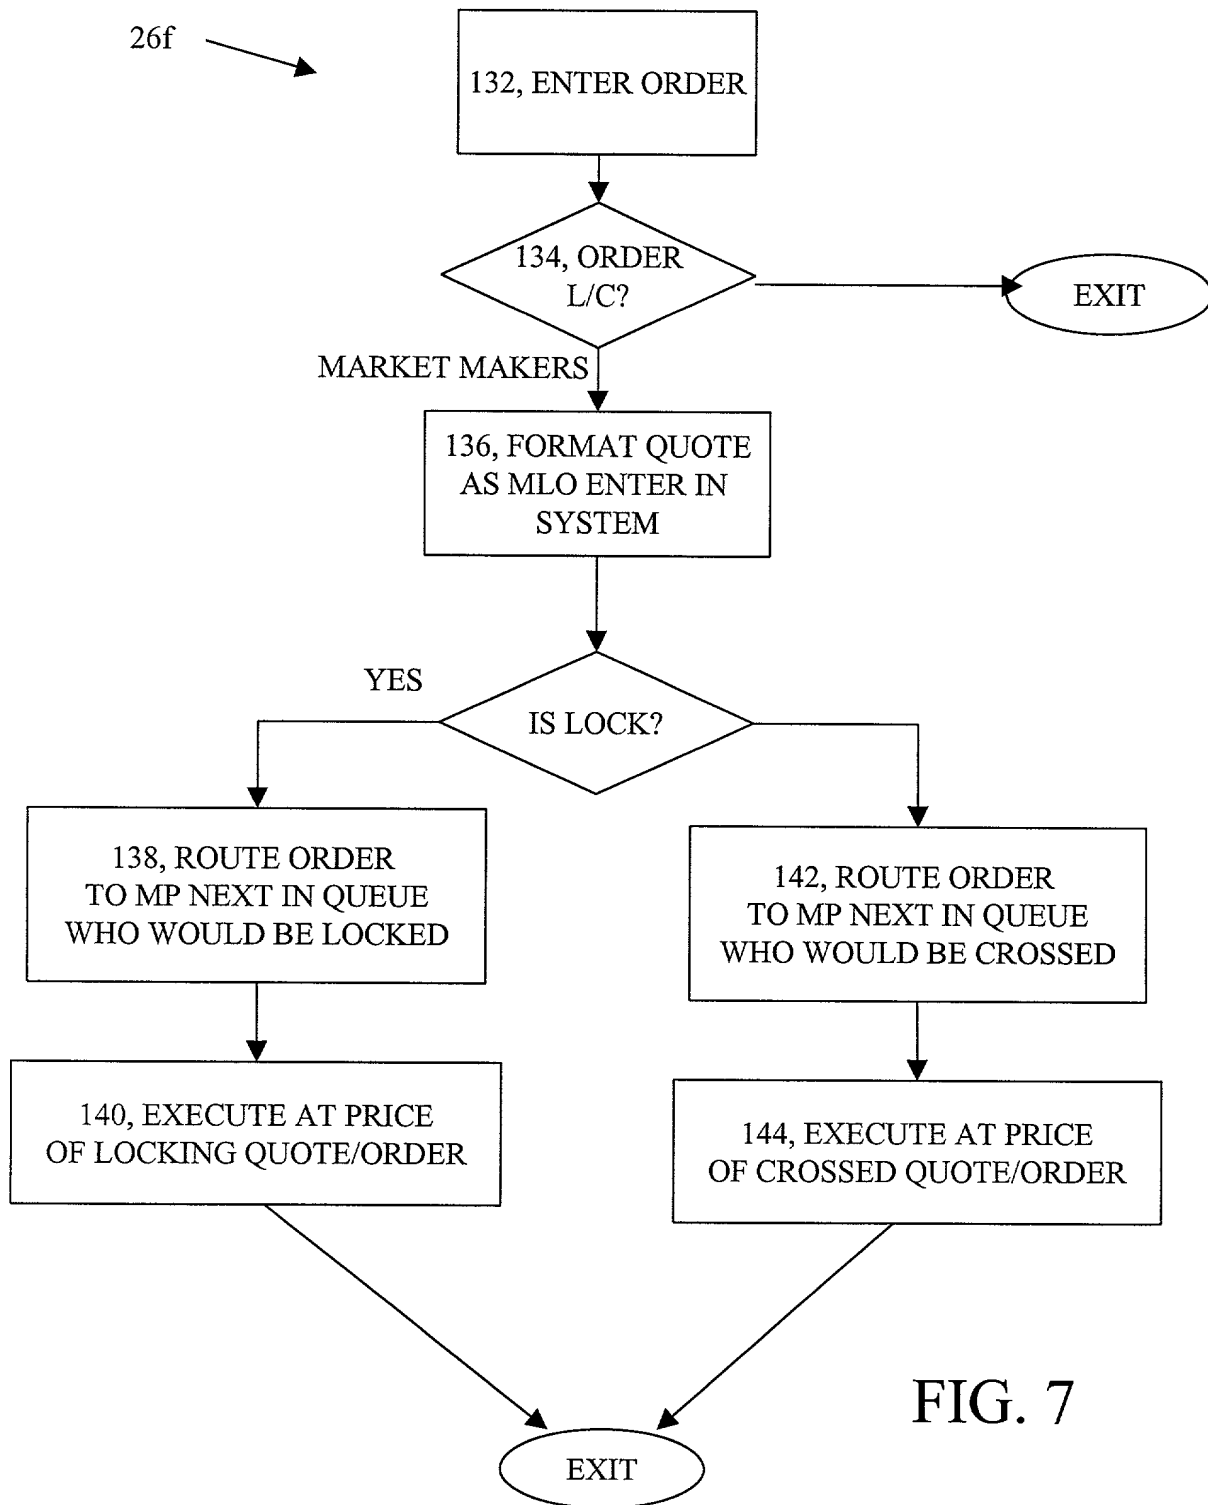 26f
132, ENTER ORDER
134, ORDER
L/C?
EXIT
MARKET MAKERS
136, FORMAT QUOTE
AS MLO ENTER IN
SYSTEM
YES
IS LOCK?
138, ROUTE ORDER
TO MP NEXT IN QUEUE
WHO WOULD BE LOCKED
142, ROUTE ORDER
TO MP NEXT IN QUEUE
WHO WOULD BE CROSSED
140, EXECUTE AT PRICE
OF LOCKING QUOTE/ORDER
144, EXECUTE AT PRICE
OF CROSSED QUOTE/ORDER
FIG. 7
EXIT